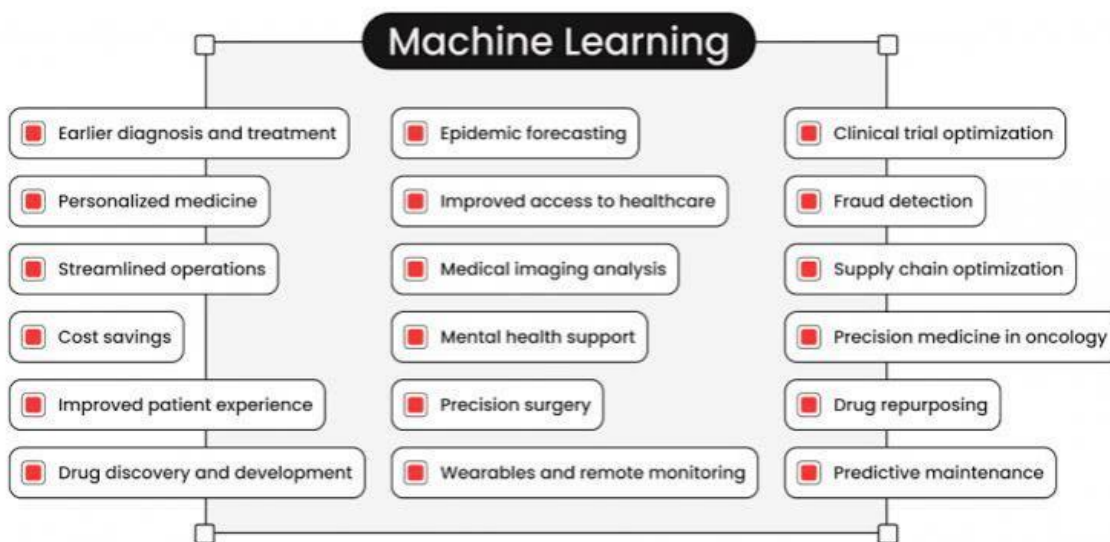 Machine Learning
Earlier diagnosis and treatment
Personalized medicine
Streamlined operations
Cost savings
Improved patient experience
Drug discovery and development
Epidemic forecasting
Improved access to healthcare
Medical imaging analysis
Mental health support
Precision surgery
Wearables and remote monitoring
Clinical trial optimization
Fraud detection
Supply chain optimization
Precision medicine in oncology
Drug repurposing
Predictive maintenance